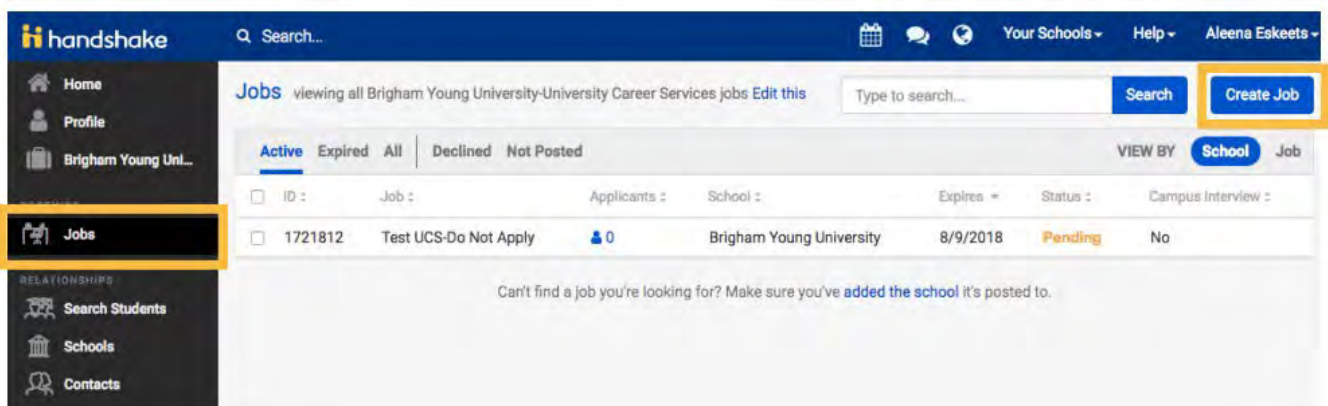 handshake
Search...
Your Schools
Help
Aleena Eskeets
Home
Profile
Brigham Young Uni...
Jobs
RELATIONSHIPS
Search Students
Schools
Contacts
Jobs viewing all Brigham Young University-University Career Services jobs Edit this
Type to search...
Search
Create Job
Active Expired All Declined Not Posted
VIEW BY School Job
ID Job Applicants School Expires Status Campus Interview
1721812 Test UCS-Do Not Apply 0 Brigham Young University 8/9/2018 Pending No
Can't find a job you're looking for? Make sure you've added the school it's posted to.